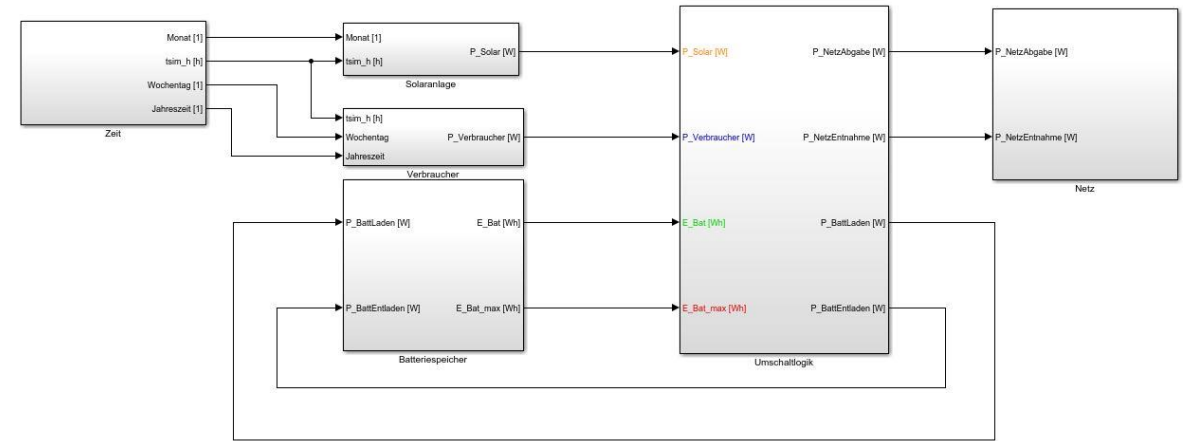 Monat [1]
tsim_h [h]
Wochentag [1]
Jahreszeit [1]
Zeit
Monat [1]
tsim_h [h]
P_Solar [W]
Solaranlage
tsim_h [h]
Wochentag
Jahreszeit
P_Verbraucher [W]
Verbraucher
P_BattLaden [W]
P_BattEntladen [W]
E_Bat [Wh]
E_Bat_max [Wh]
Batteriespeicher
P_Solar [W]
P_Verbraucher [W]
E_Bat [Wh]
E_Bat_max [Wh]
P_NetzAbgabe [W]
P_NetzEntnahme [W]
P_BattLaden [W]
P_BattEntladen [W]
Umschaltlogik
P_NetzAbgabe [W]
P_NetzEntnahme [W]
Netz